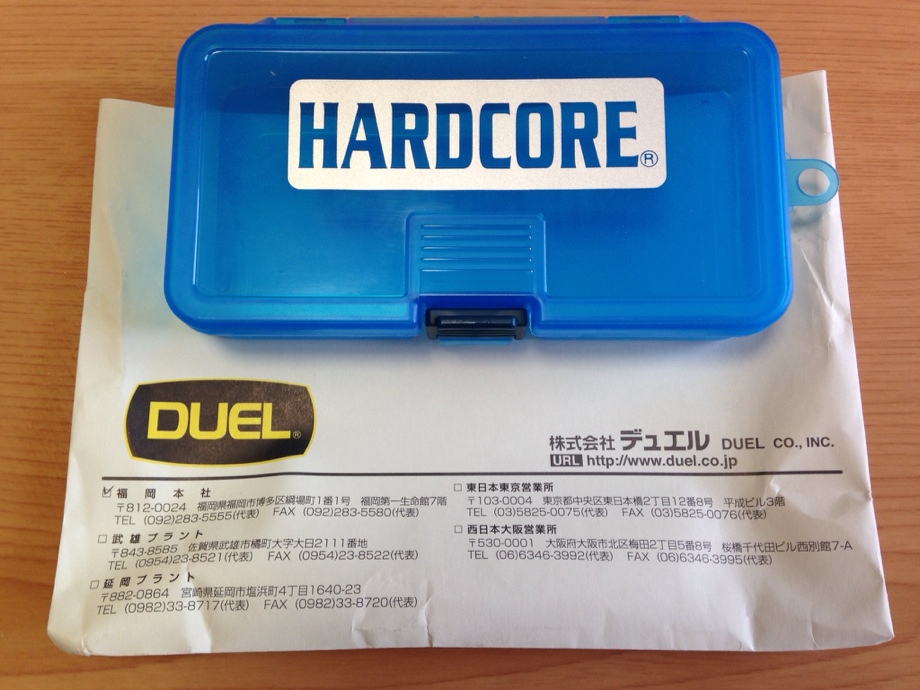 HARDCORE®
DUEL®
株式会社 デュエル DUEL CO., INC.
URL http://www.duel.co.jp
☑福岡本社
〒812-0024 福岡県福岡市博多区綱場町1番1号 福岡第一生命館7階
TEL (092)283-5555(代表) FAX (092)283-5580(代表)
□武雄プラント
〒843-8585 佐賀県武雄市橘町大字大日2111番地
TEL (0954)23-8521(代表) FAX (0954)23-8522(代表)
□延岡プラント
〒882-0864 宮崎県延岡市塩浜町4丁目1640-23
TEL (0982)33-8717(代表) FAX (0982)33-8720(代表)
□東日本東京営業所
〒103-0004 東京都中央区東日本橋2丁目12番8号 平成ビル3階
TEL (03)5825-0075(代表) FAX (03)5825-0076(代表)
□西日本大阪営業所
〒530-0001 大阪府大阪市北区梅田2丁目5番8号 桜橋千代田ビル西別館7-A
TEL (06)6346-3992(代表) FAX (06)6346-3995(代表)